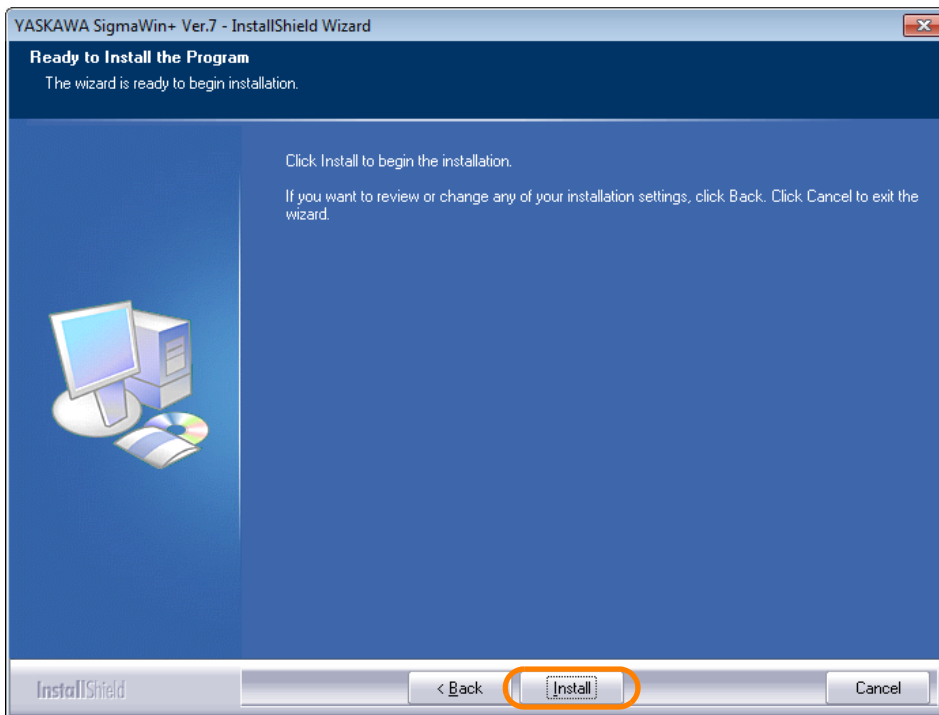 YASKAWA SigmaWin+ Ver.7 - InstallShield Wizard
Ready to Install the Program
The wizard is ready to begin installation.
Click Install to begin the installation.
If you want to review or change any of your installation settings, click Back. Click Cancel to exit the
wizard.
InstallShield
< Back
Install
Cancel